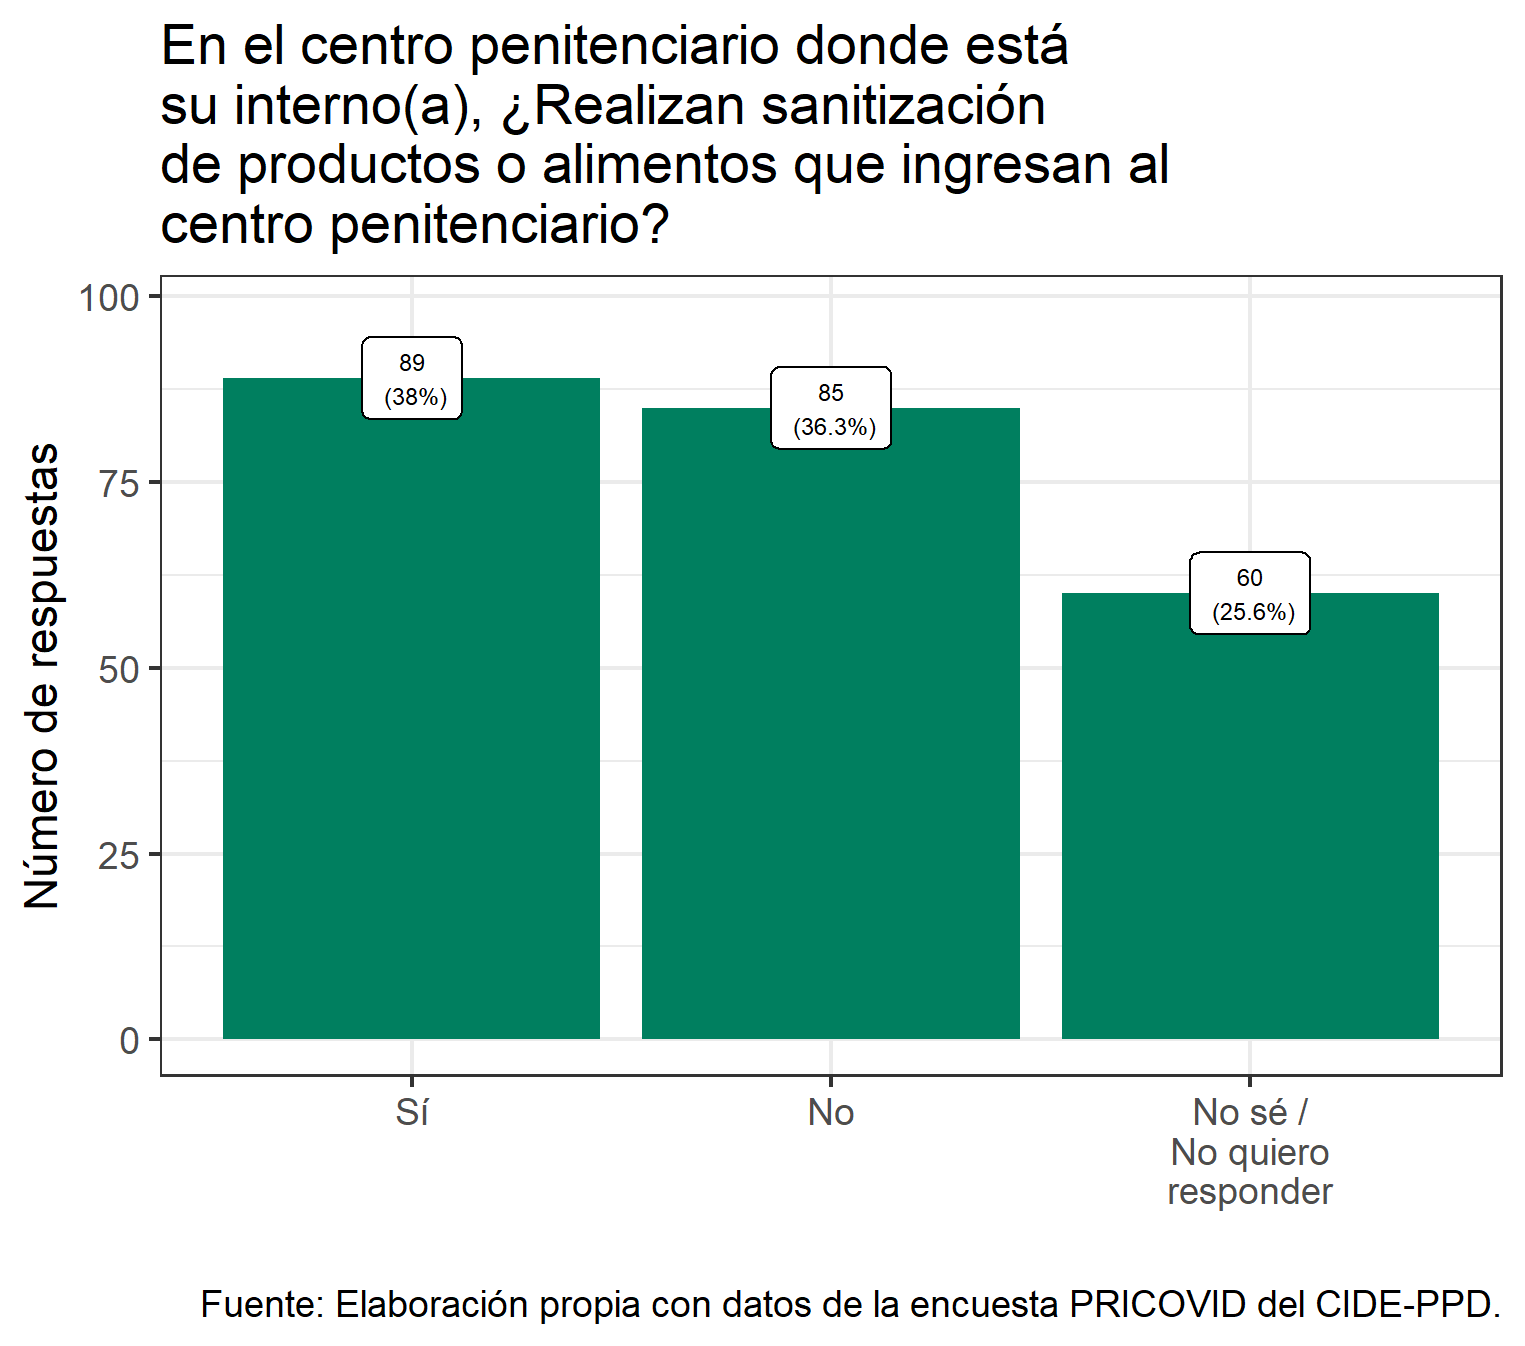 En el centro penitenciario donde está
su interno(a), ¿Realizan sanitización
de productos o alimentos que ingresan al
centro penitenciario?
Número de respuestas
100
75
50
25
0
89
(38%)
85
(36.3%)
60
(25.6%)
Sí
No
No sé /
No quiero
responder
Fuente: Elaboración propia con datos de la encuesta PRICOVID del CIDE-PPD.